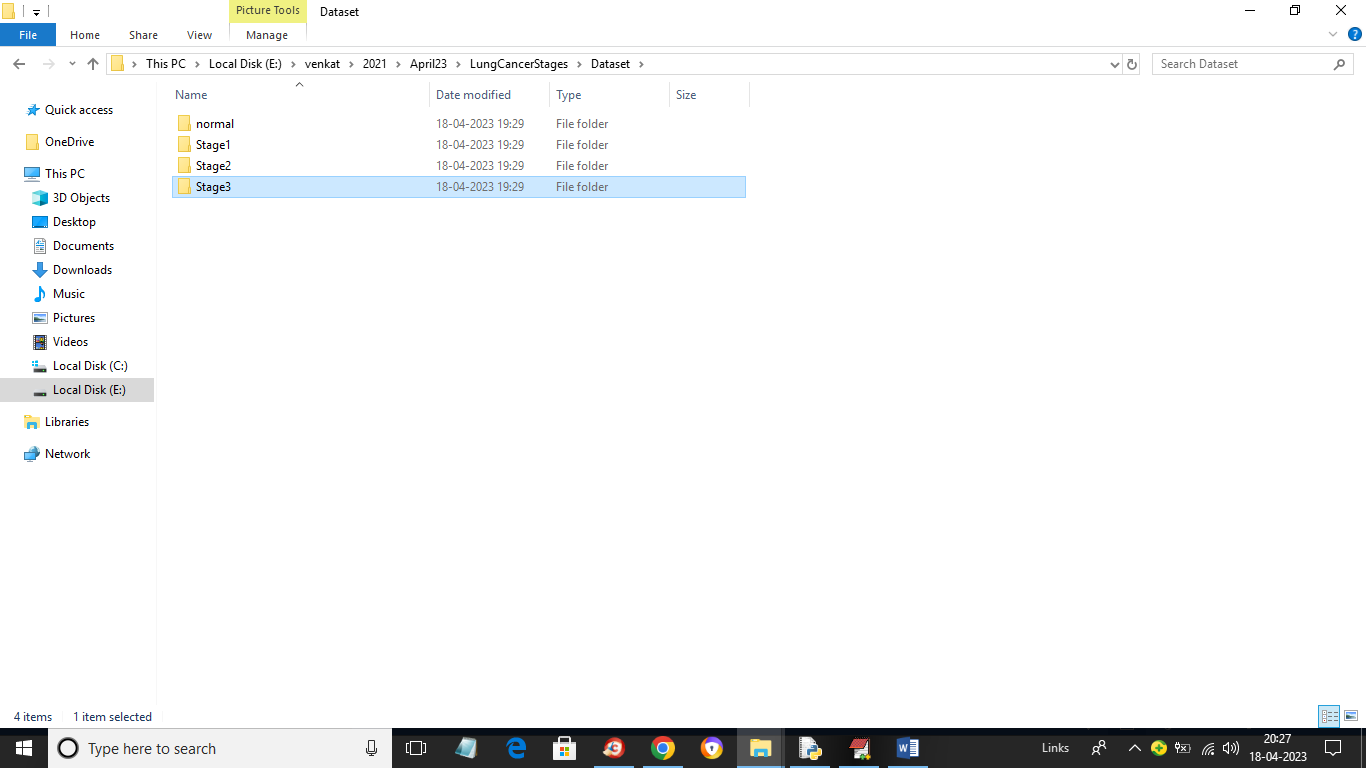 Picture Tools Dataset
File Home Share View Manage
This PC Local Disk (E:) venkat 2021 April23 LungCancerStages Dataset Search Dataset
Name Date modified Type Size
Quick access
OneDrive
This PC
3D Objects
Desktop
Documents
Downloads
Music
Pictures
Videos
Local Disk (C:)
Local Disk (E:)
Libraries
Network
normal 18-04-2023 19:29 File folder
Stage1 18-04-2023 19:29 File folder
Stage2 18-04-2023 19:29 File folder
Stage3 18-04-2023 19:29 File folder
4 items 1 item selected
Type here to search Links 20:27
18-04-2023